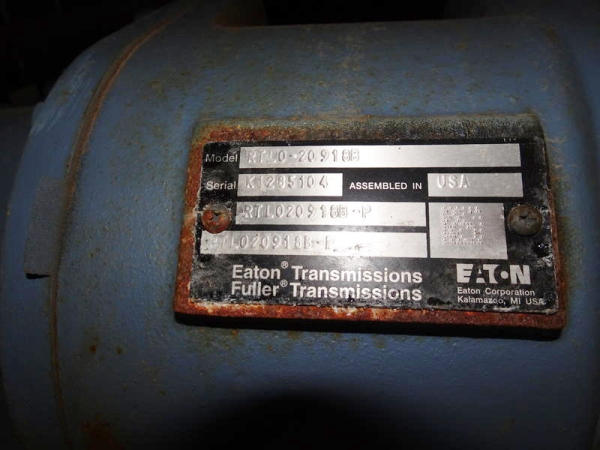 Model RTLO-20918B
Serial K1285104 ASSEMBLED IN USA
RTLO20918B-P
Eaton® Transmissions
Fuller® Transmissions
EATON
Eaton Corporation
Kalamazoo, MI USA